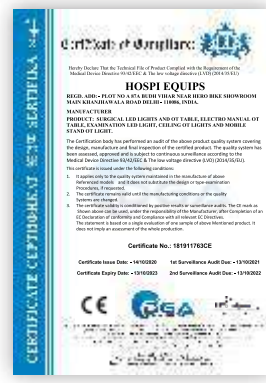 Certificate of Compliance
Hereby Declare That the Technical File of Product Complied with the Requirement of the
Medical Device Directive 93/42/EEC & The low voltage directive (LVD) (2014/35/EU)
HOSPI EQUIPS
REGD. ADD: - PLOT NO A 87A BUDH VIHAR NEAR HERO BIKE SHOWROOM
MAIN KHANJHAWALA ROAD DELHI - 110086, INDIA.
MANUFACTURER
PRODUCT: SURGICAL LED LIGHTS AND OT TABLE, ELECTRO MANUAL OT
TABLE, EXAMINATION LED LIGHT, CEILING OT LIGHTS AND MOBILE
STAND OT LIGHT.
The Certification body has performed an audit of the above product quality system covering
the design, manufacture and final inspection of the certified product. The quality system has
been assessed, approved and is subject to continuous surveillance according to the
Medical Device Directive 93/42/EEC & The low voltage directive (LVD) (2014/35/EU).
This certificate is issued under the following conditions:
1. It applies only to the quality system maintained in the manufacture of above
Referenced models and it does not substitute the design or type-examination
Procedures, if requested.
2. The certificate remains valid until the manufacturing conditions or the quality
Systems are changed.
3. The certificate validity is conditioned by positive results or surveillance audits. The CE mark as
Shown above can be used, under the responsibility of the Manufacturer, after Completion of an
EC Declaration of conformity and Compliance with all relevant EC Directives.
The statement is based on a single evaluation of one sample of above Mentioned product. It
does not imply an assessment of the whole production.
Certificate No.: 181911763CE
Certificate Issue Date: - 14/10/2020 1st Surveillance Audit Due: - 13/10/2021
Certificate Expiry Date: - 13/10/2023 2nd Surveillance Audit Due: - 13/10/2022
CE
CERTIFICATE